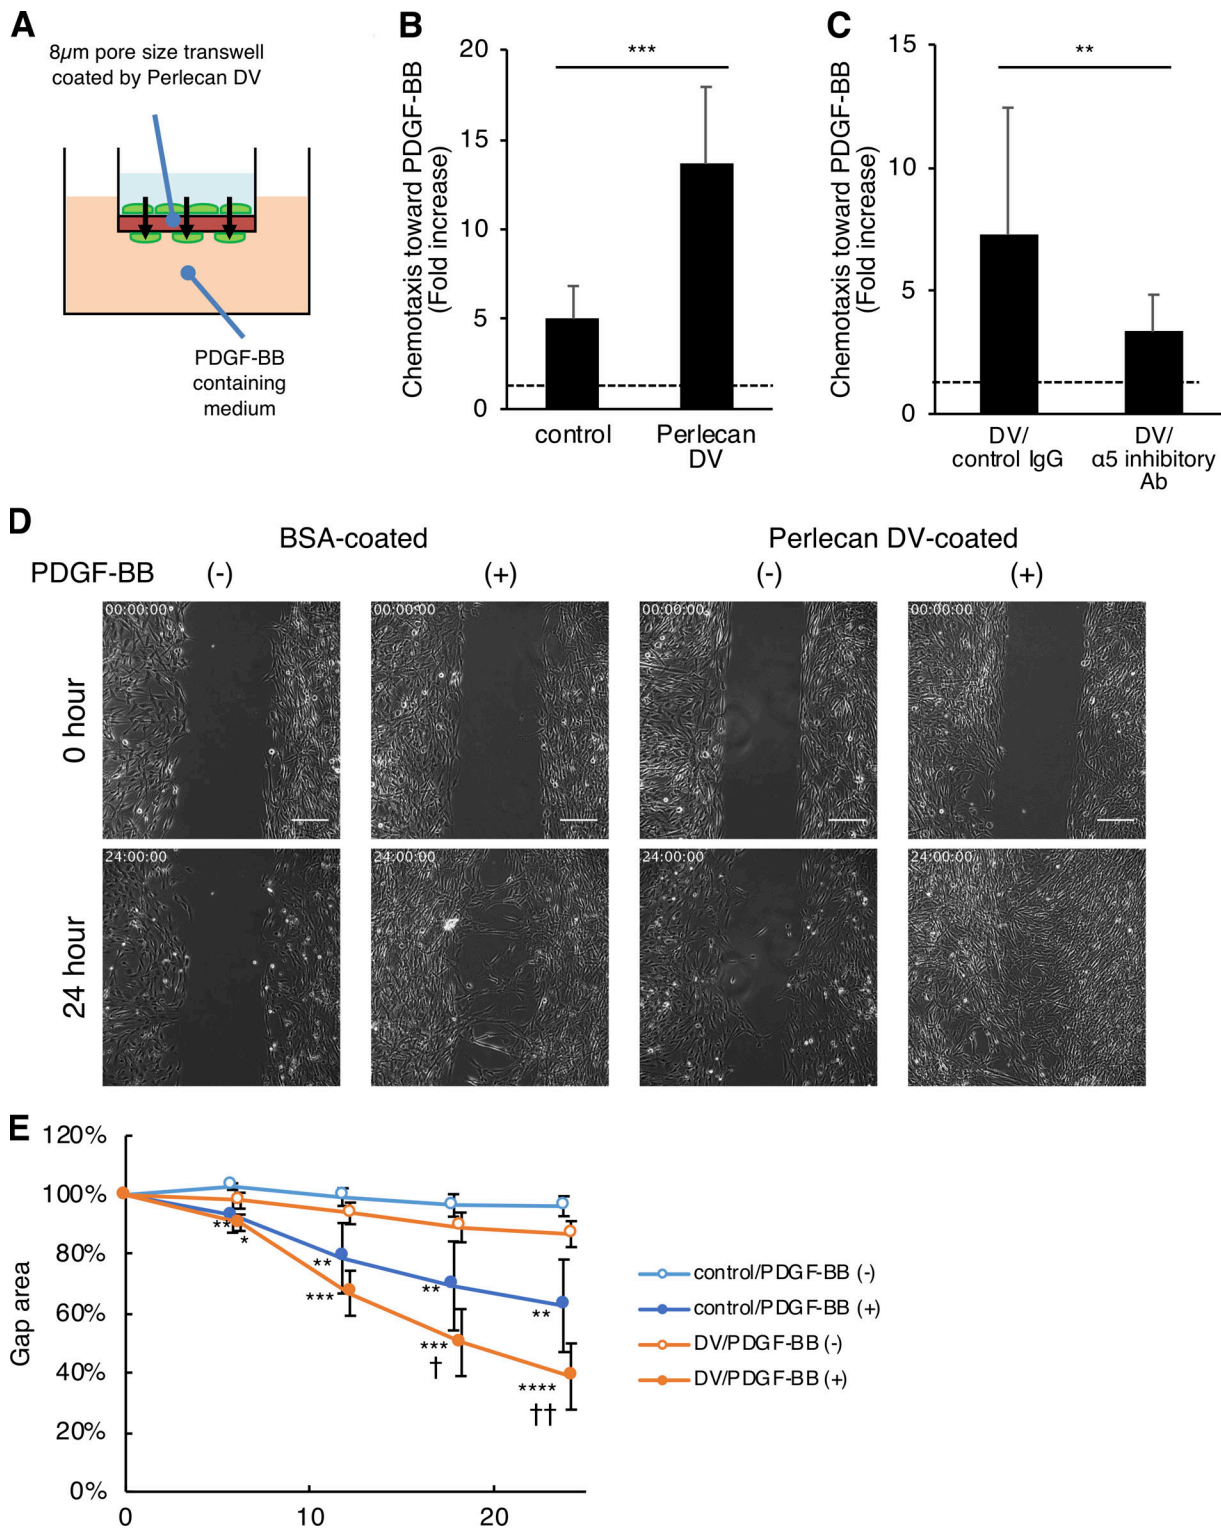 A
8µm pore size transwell
coated by Perlecan DV
PDGF-BB
containing
medium
B
Chemotaxis toward PDGF-BB
(Fold increase)
20
15
10
5
0
***
control
Perlecan
DV
C
Chemotaxis toward PDGF-BB
(Fold increase)
15
10
5
0
**
DV/
control IgG
DV/
α5 inhibitory
Ab
D
BSA-coated
Perlecan DV-coated
PDGF-BB
(-)
(+)
(-)
(+)
0 hour
00:00:00
00:00:00
00:00:00
00:00:00
24 hour
24:00:00
24:00:00
24:00:00
24:00:00
E
Gap area
120%
100%
80%
60%
40%
20%
0%
0
10
20
**
*
**
***
**
***
†
**
****
††
control/PDGF-BB (-)
control/PDGF-BB (+)
DV/PDGF-BB (-)
DV/PDGF-BB (+)